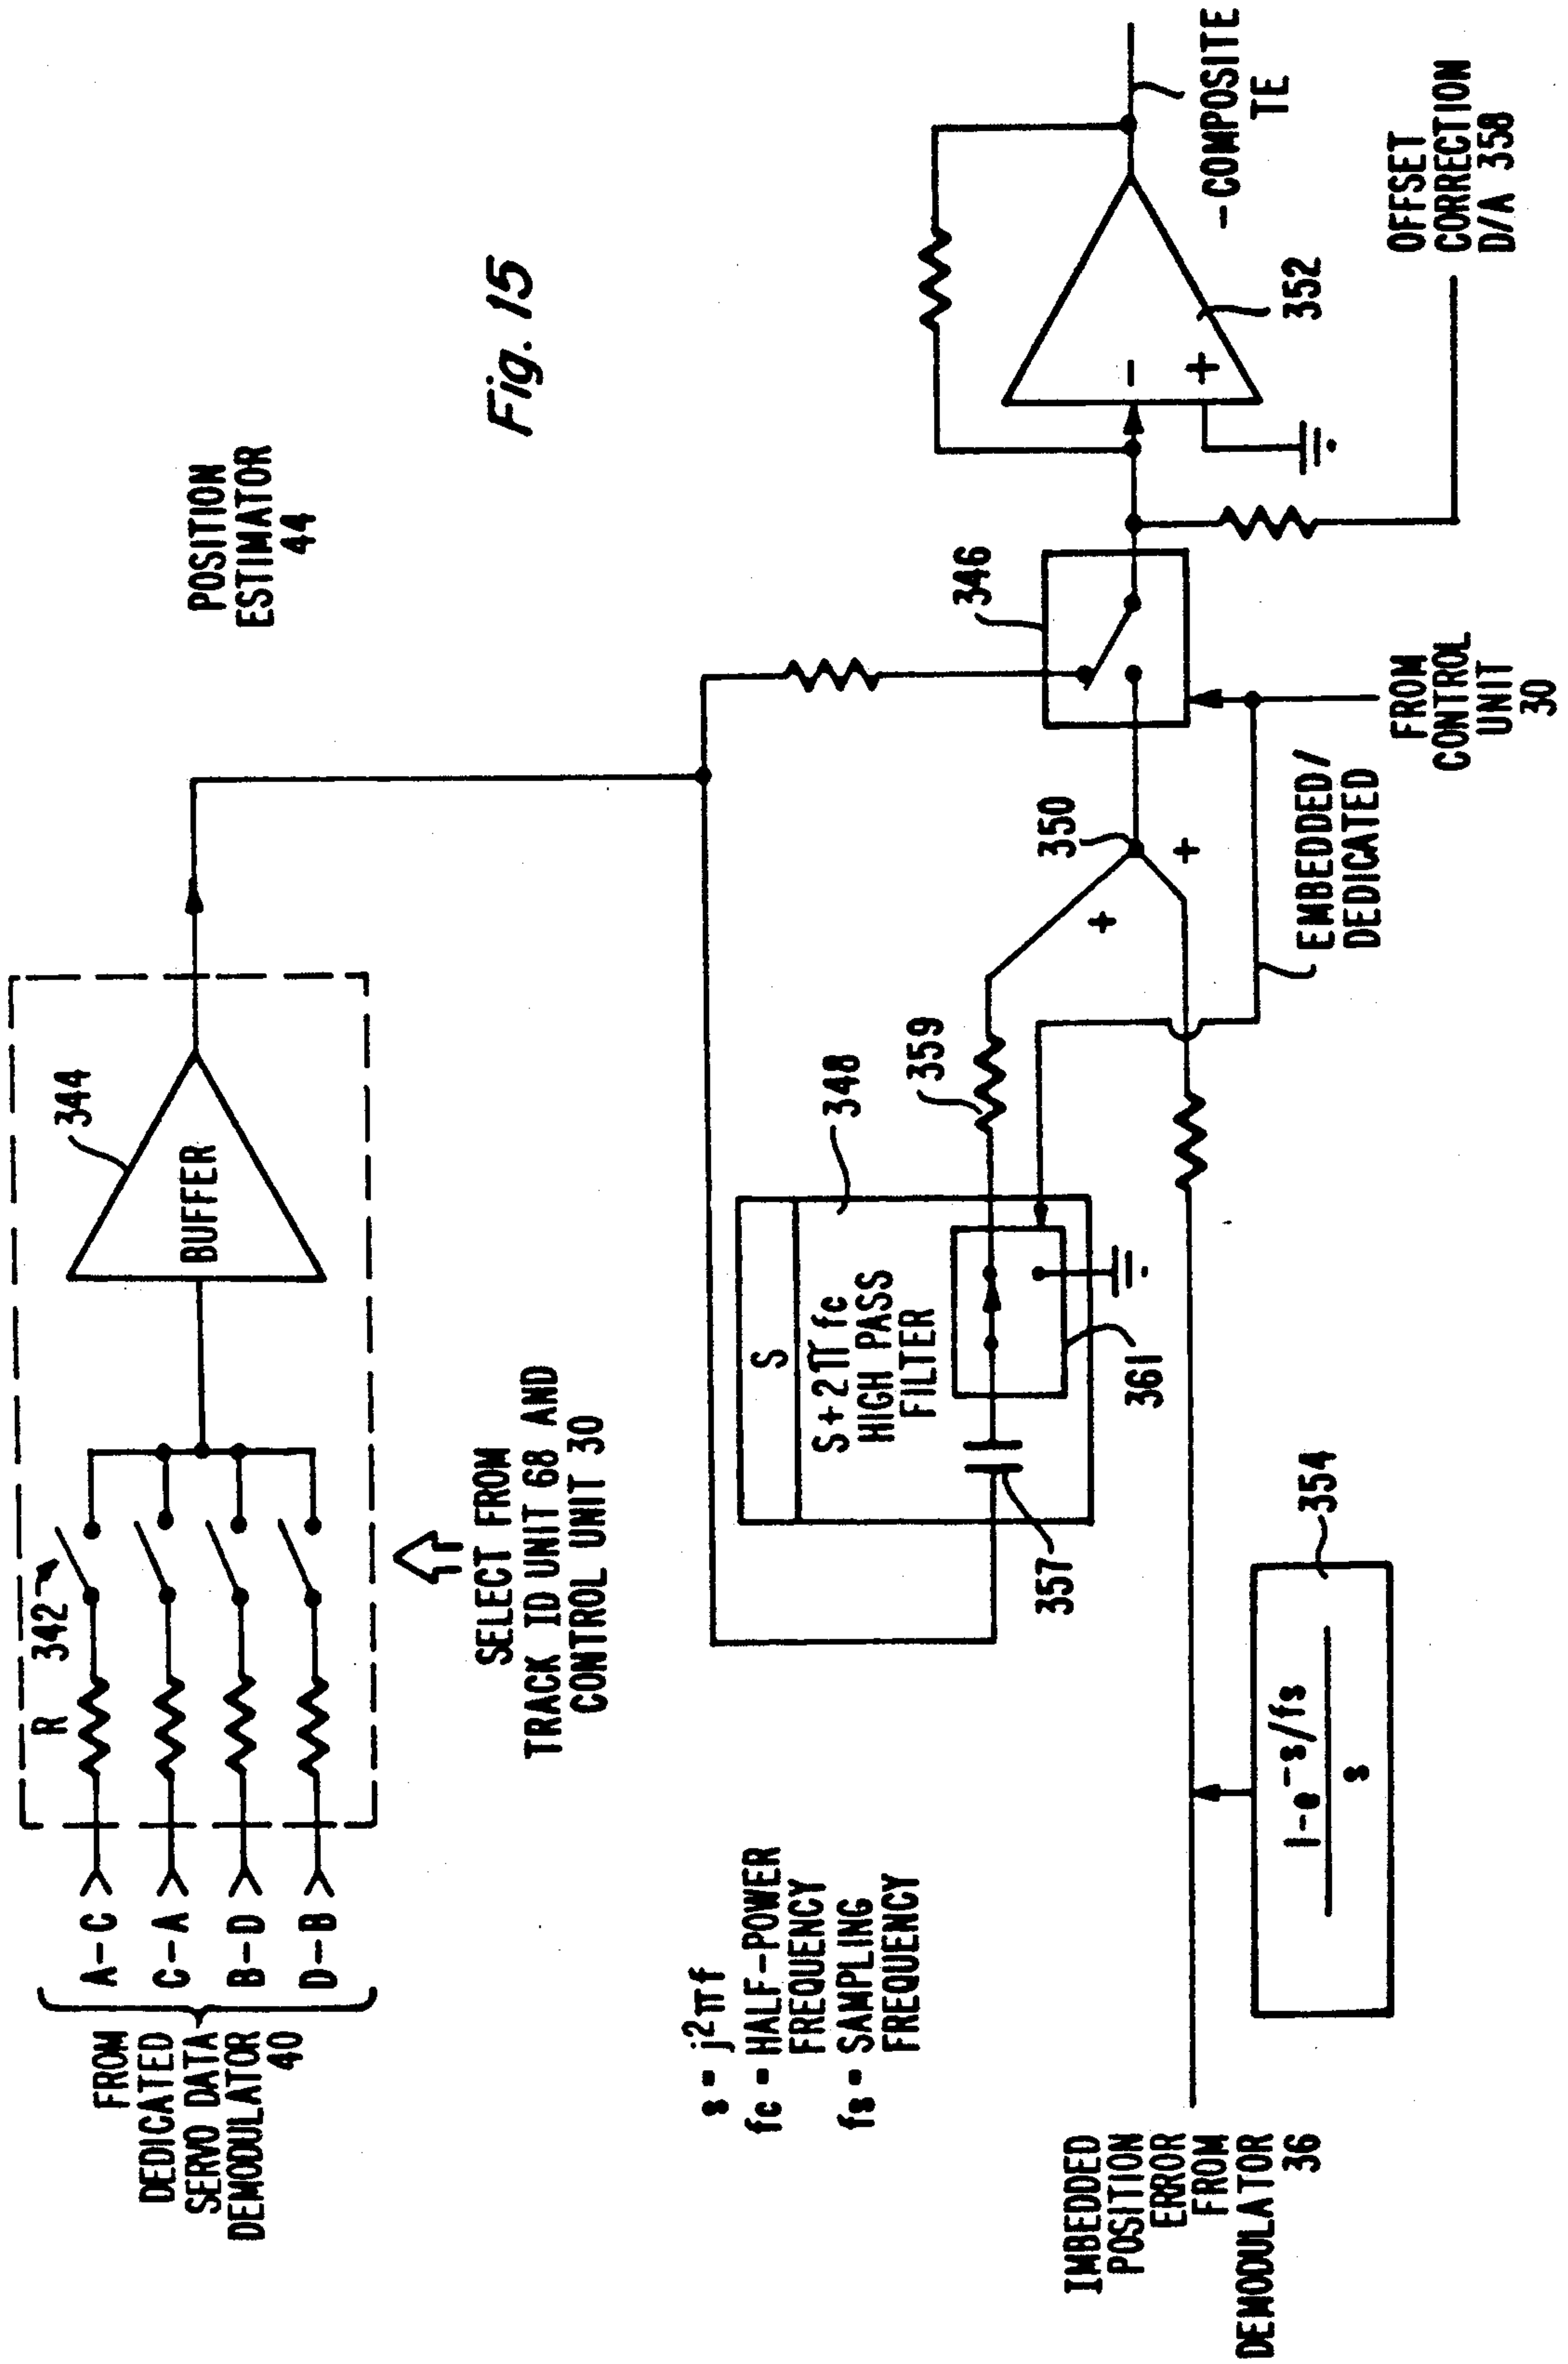 Fig. 15
POSITION
ESTIMATOR
44
FROM
DEDICATED
SERVO DATA
DEMODULATOR
40
A-C
C-A
B-D
D-B
R
342
BUFFER
344
SELECT FROM
TRACK ID UNIT 68 AND
CONTROL UNIT 30
s = j2πf
fc = HALF-POWER
FREQUENCY
fs = SAMPLING
FREQUENCY
S
S+2πfc
HIGH PASS
FILTER
348
357
361
359
350
+
+
346
-
+
352
-COMPOSITE
TE
OFFSET
CORRECTION
D/A 358
EMBEDDED/
DEDICATED
FROM
CONTROL
UNIT
30
IMBEDDED
POSITION
ERROR
FROM
DEMODULATOR
36
1-e-s/fs
s
354